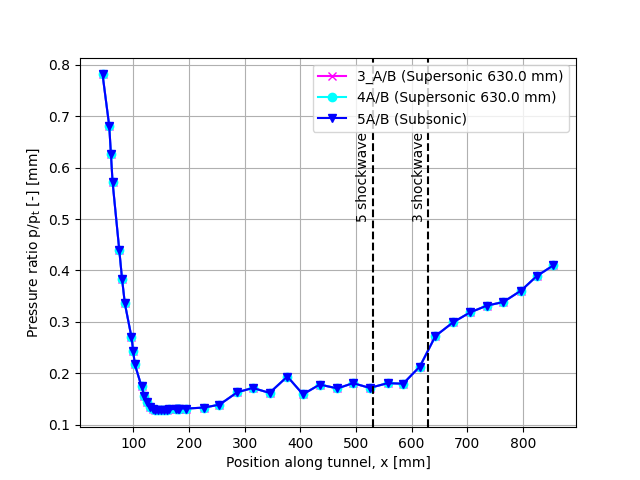 0.8
0.7
0.6
0.5
0.4
0.3
0.2
0.1
Pressure ratio p/pt [-] [mm]
3_A/B (Supersonic 630.0 mm)
4A/B (Supersonic 630.0 mm)
5A/B (Subsonic)
5 shockwave
3 shockwave
100 200 300 400 500 600 700 800
Position along tunnel, x [mm]